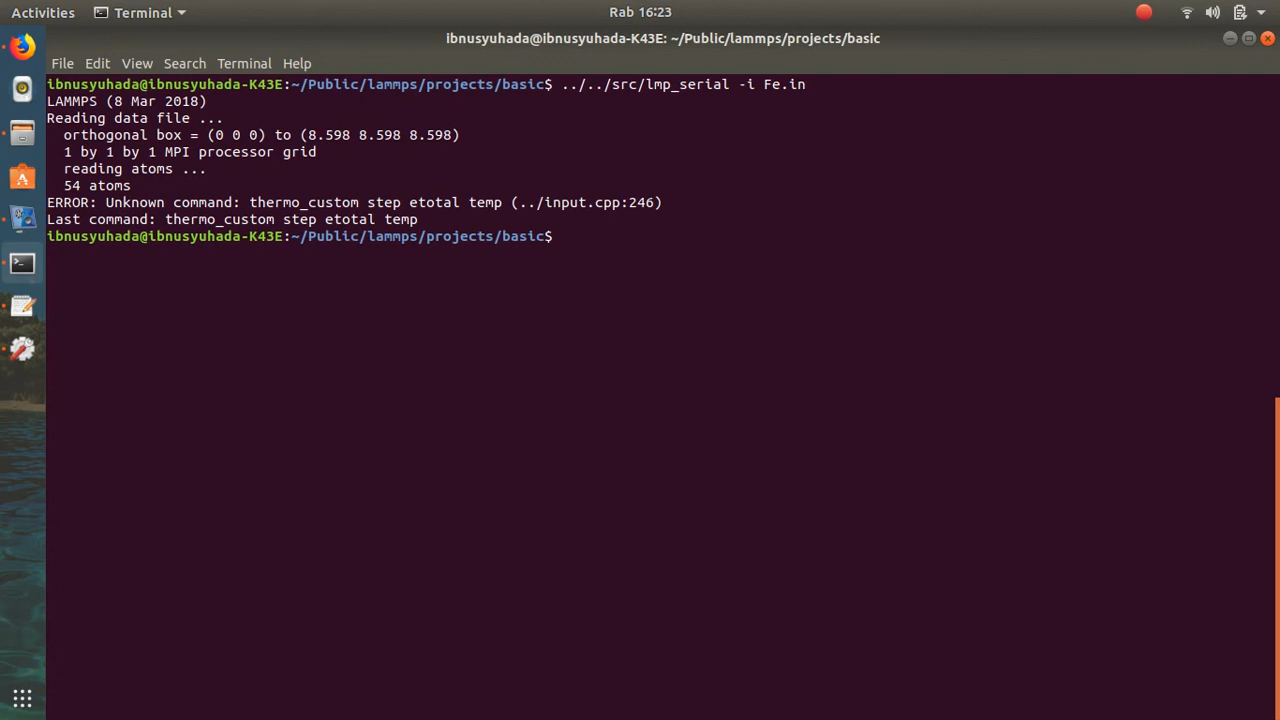 Activities Terminal Rab 16:23
ibnusyuhada@ibnusyuhada-K43E: ~/Public/lammps/projects/basic
File Edit View Search Terminal Help
ibnusyuhada@ibnusyuhada-K43E:~/Public/lammps/projects/basic$ ../../src/lmp_serial -i Fe.in
LAMMPS (8 Mar 2018)
Reading data file ...
  orthogonal box = (0 0 0) to (8.598 8.598 8.598)
  1 by 1 by 1 MPI processor grid
  reading atoms ...
  54 atoms
ERROR: Unknown command: thermo_custom step etotal temp (../input.cpp:246)
Last command: thermo_custom step etotal temp
ibnusyuhada@ibnusyuhada-K43E:~/Public/lammps/projects/basic$